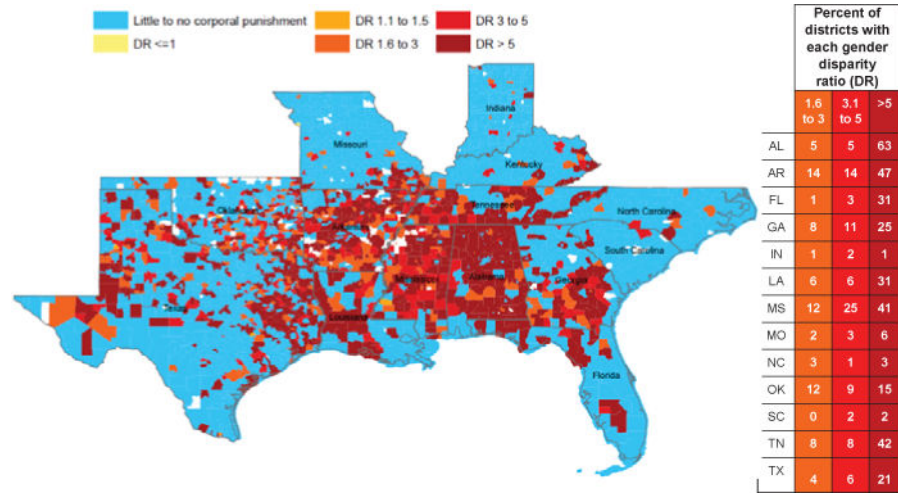 Little to no corporal punishment
DR 1.1 to 1.5
DR 3 to 5
DR <=1
DR 1.6 to 3
DR > 5
Indiana
Missouri
Kentucky
Oklahoma
Tennessee
North Carolina
Arkansas
South Carolina
Mississippi
Alabama
Georgia
Texas
Louisiana
Florida
Percent of
districts with
each gender
disparity
ratio (DR)
1.6 3.1 >5
to 3 to 5
AL 5 5 63
AR 14 14 47
FL 1 3 31
GA 8 11 25
IN 1 2 1
LA 6 6 31
MS 12 25 41
MO 2 3 6
NC 3 1 3
OK 12 9 15
SC 0 2 2
TN 8 8 42
TX 4 6 21